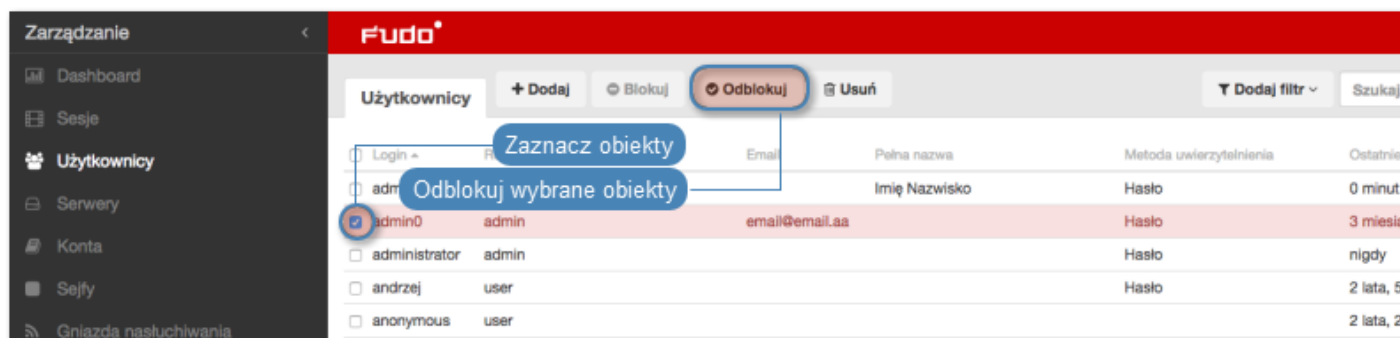 Zarządzanie
Fudo
Dashboard
Użytkownicy + Dodaj Blokuj Odblokuj Usuń Dodaj filtr Szukaj
Sesje
Zaznacz obiekty
Użytkownicy
Login Email Pełna nazwa Metoda uwierzytelnienia Ostatnie
Odblokuj wybrane obiekty
Imię Nazwisko Hasło 0 minut
Serwery
admin0 admin email@email.aa Hasło 3 miesią
Konta
administrator admin Hasło nigdy
Sejfy
andrzej user Hasło 2 lata, 5
Gniazda nasłuchiwania
anonymous user 2 lata, 2